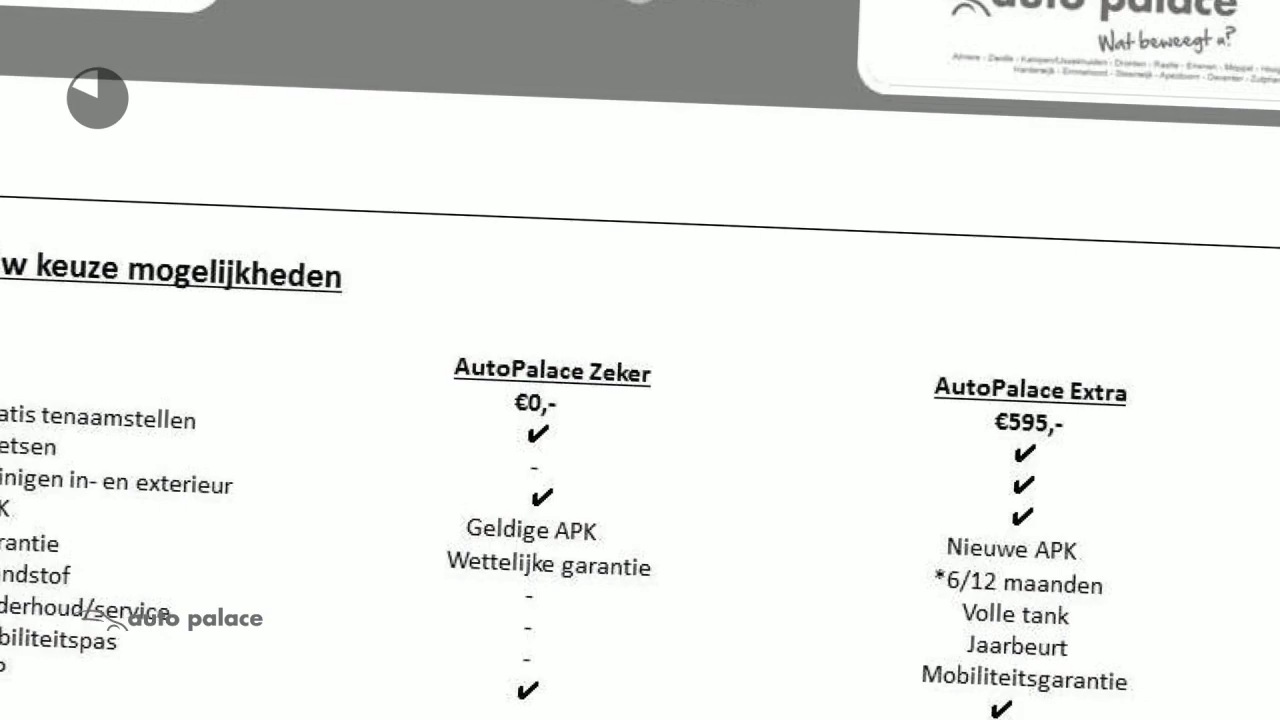 auto palace
Wat beweegt u?
w keuze mogelijkheden
AutoPalace Zeker
AutoPalace Extra
€0,-
€595,-
atis tenaamstellen ✔ ✔
etsen - ✔
inigen in- en exterieur ✔ ✔
K Geldige APK Nieuwe APK
rantie Wettelijke garantie *6/12 maanden
andstof - Volle tank
derhoud/service - Jaarbeurt
biliteitspas - Mobiliteitsgarantie
✔ ✔
auto palace